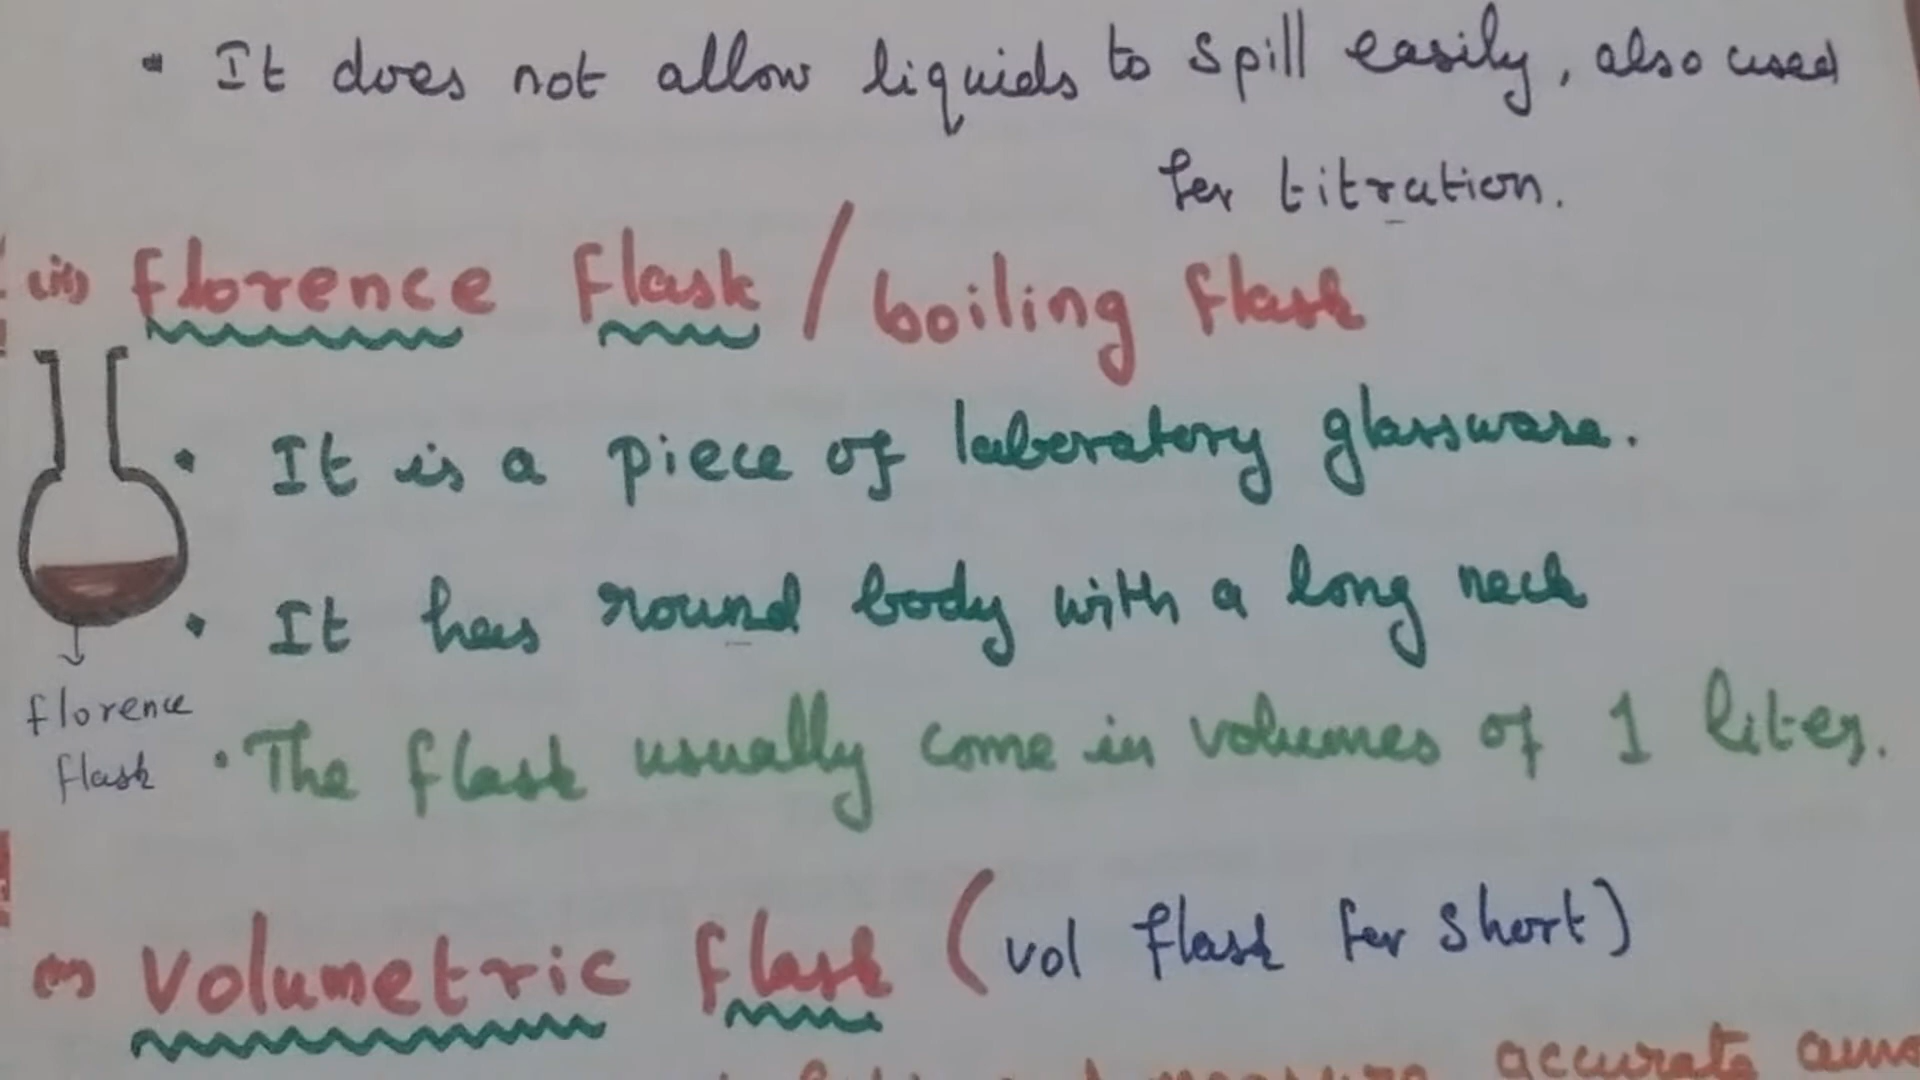 • It does not allow liquids to spill easily, also used
for titration.
Florence Flask / boiling flask
• It is a piece of laboratory glassware.
• It has round body with a long neck
florence
flask
• The flask usually come in volumes of 1 liter.
Volumetric flask (vol flask for short)
measure accurate